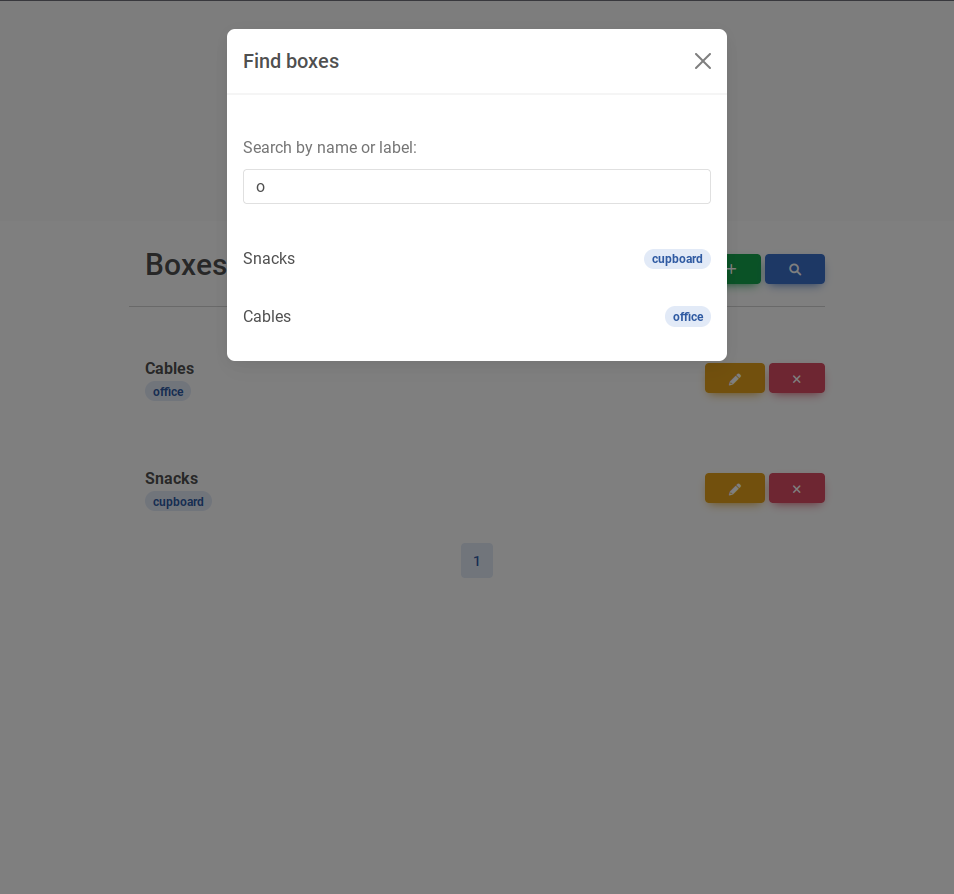 Find boxes
Search by name or label:
o
Snacks
cupboard
Cables
office
Boxes
Cables
office
Snacks
cupboard
1